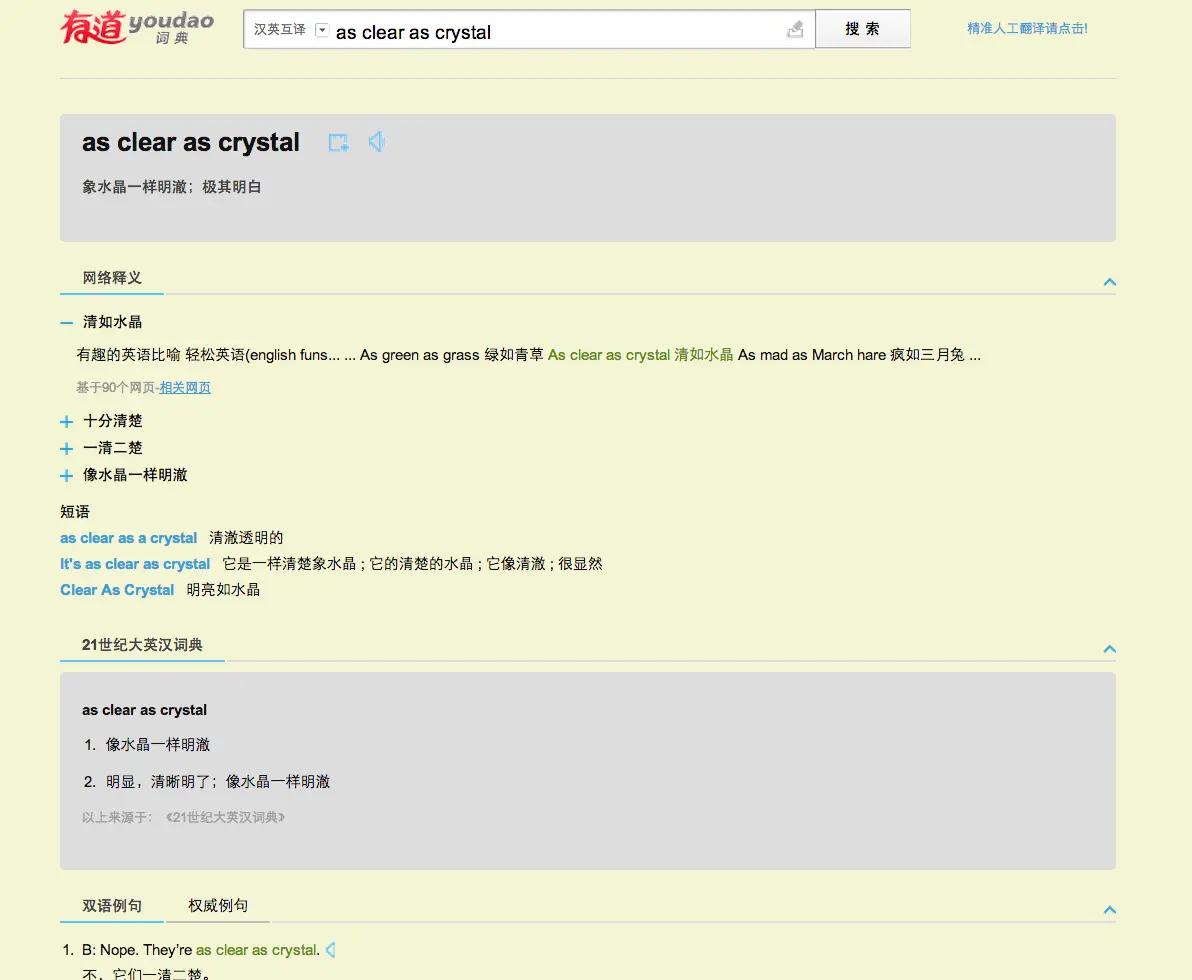 有道 youdao 词典
汉英互译 as clear as crystal 搜 索 精准人工翻译请点击!
as clear as crystal
象水晶一样明澈；极其明白
网络释义
清如水晶
有趣的英语比喻 轻松英语(english funs... ... As green as grass 绿如青草 As clear as crystal 清如水晶 As mad as March hare 疯如三月兔 ...
基于90个网页-相关网页
十分清楚
一清二楚
像水晶一样明澈
短语
as clear as a crystal 清澈透明的
It's as clear as crystal 它是一样清楚象水晶 ; 它的清楚的水晶 ; 它像清澈 ; 很显然
Clear As Crystal 明亮如水晶
21世纪大英汉词典
as clear as crystal
1. 像水晶一样明澈
2. 明显，清晰明了；像水晶一样明澈
以上来源于：《21世纪大英汉词典》
双语例句 权威例句
1. B: Nope. They’re as clear as crystal.
不，它们一清二楚。